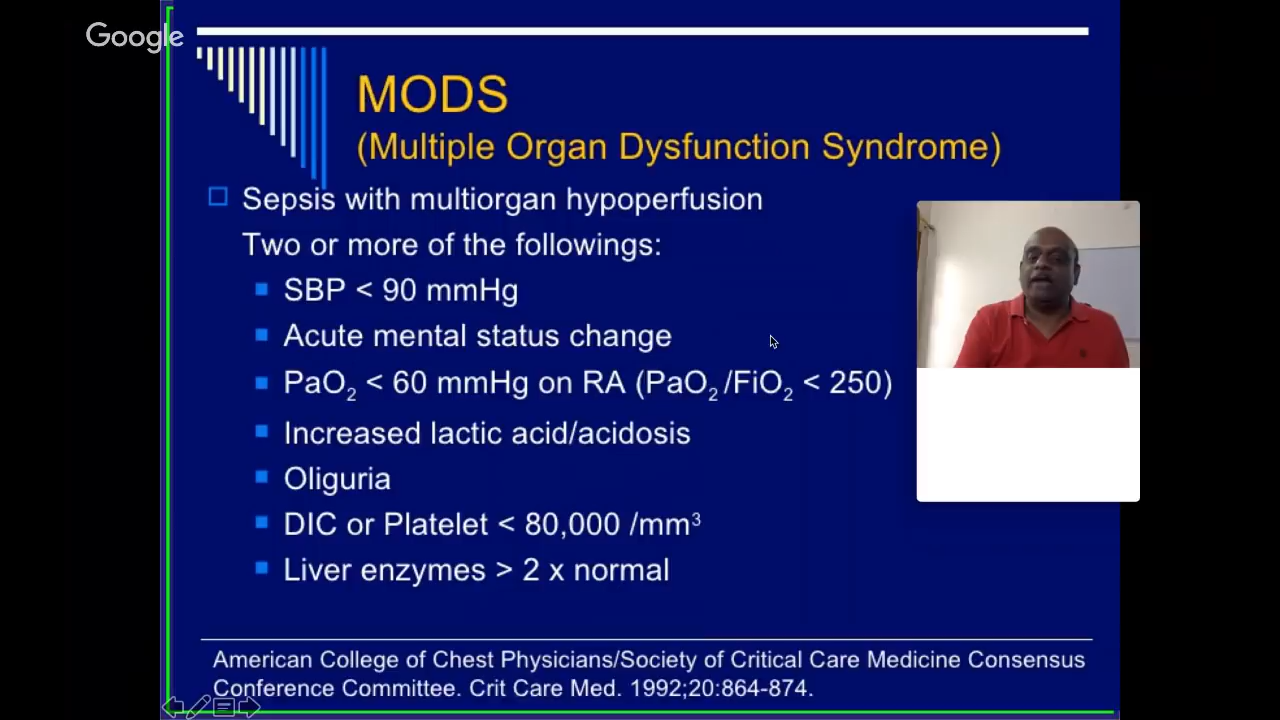 Google
MODS
(Multiple Organ Dysfunction Syndrome)
Sepsis with multiorgan hypoperfusion
Two or more of the followings:
SBP < 90 mmHg
Acute mental status change
PaO₂ < 60 mmHg on RA (PaO₂ /FiO₂ < 250)
Increased lactic acid/acidosis
Oliguria
DIC or Platelet < 80,000 /mm³
Liver enzymes > 2 x normal
American College of Chest Physicians/Society of Critical Care Medicine Consensus
Conference Committee. Crit Care Med. 1992;20:864-874.